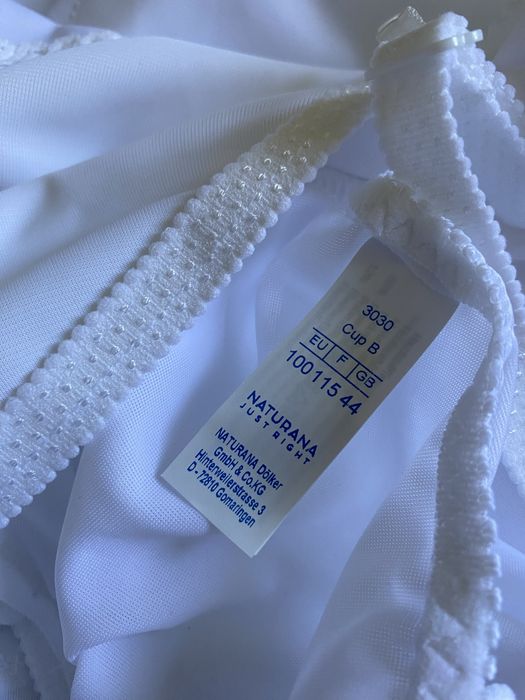 3030
Cup B
EU F GB
100 115 44
NATURANA
JUST RIGHT
NATURANA Dölker
GmbH & Co.KG
Hinterweilerstrasse 3
D - 72810 Gomaringen